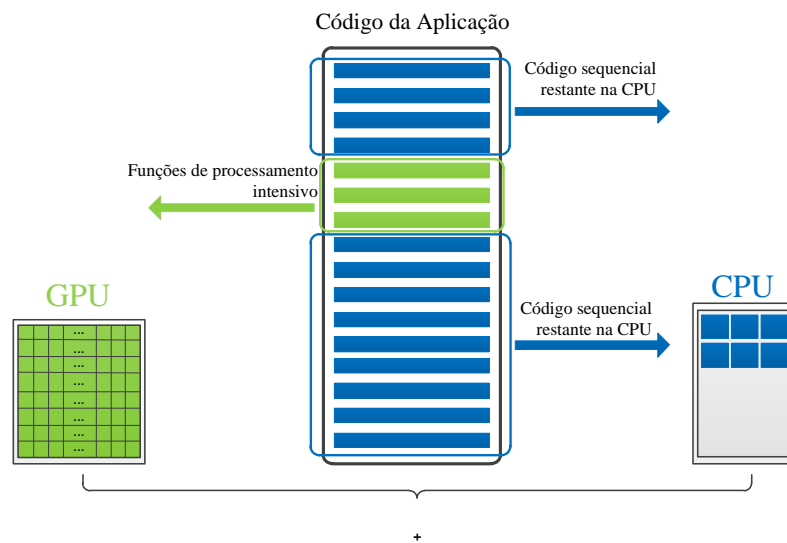 Código da Aplicação
Código sequencial
restante na CPU
Funções de processamento
intensivo
GPU
CPU
Código sequencial
restante na CPU
...
...
...
...
...
...
...
+